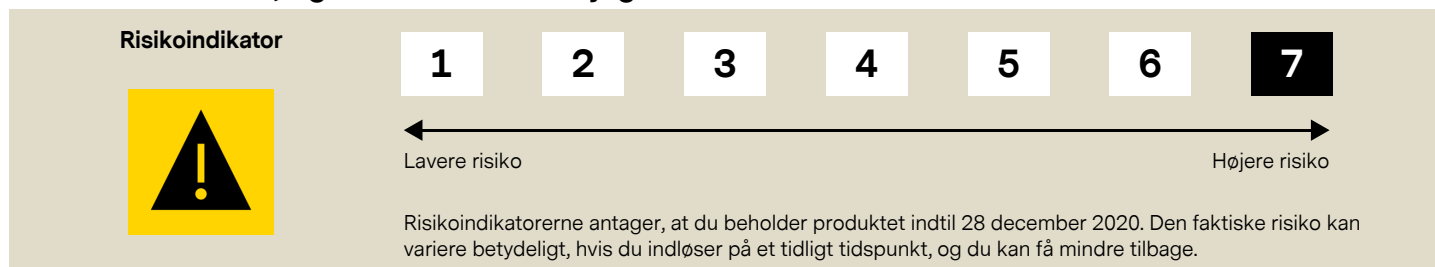 Risikoindikator
1 2 3 4 5 6 7
Lavere risiko Højere risiko
Risikoindikatorerne antager, at du beholder produktet indtil 28 december 2020. Den faktiske risiko kan
variere betydeligt, hvis du indløser på et tidligt tidspunkt, og du kan få mindre tilbage.